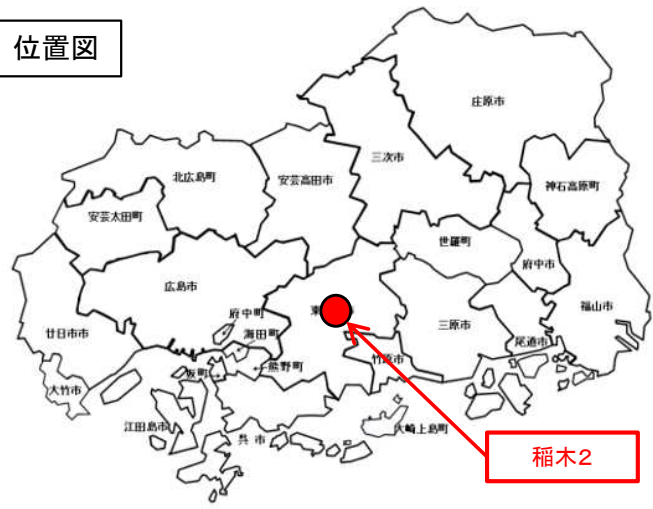 位置図
庄原市
三次市
北広島町
安芸高田市
神石高原町
安芸太田町
世羅町
府中市
広島市
福山市
府中町
東
三原市
海田町
尾道市
廿日市市
竹原市
熊野町
坂町
大竹市
江田島市
大崎上島町
呉市
稲木2